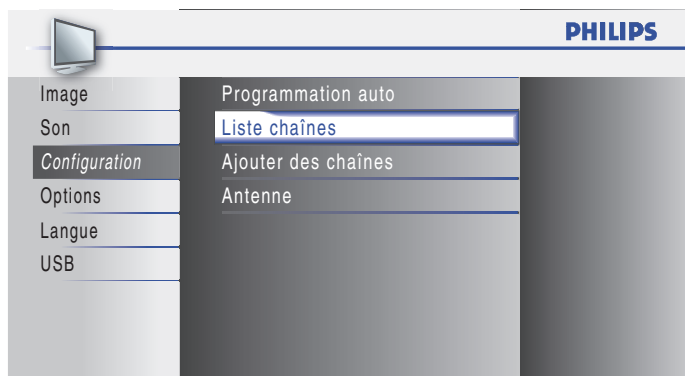 PHILIPS
Image
Son
Configuration
Options
Langue
USB
Programmation auto
Liste chaînes
Ajouter des chaînes
Antenne